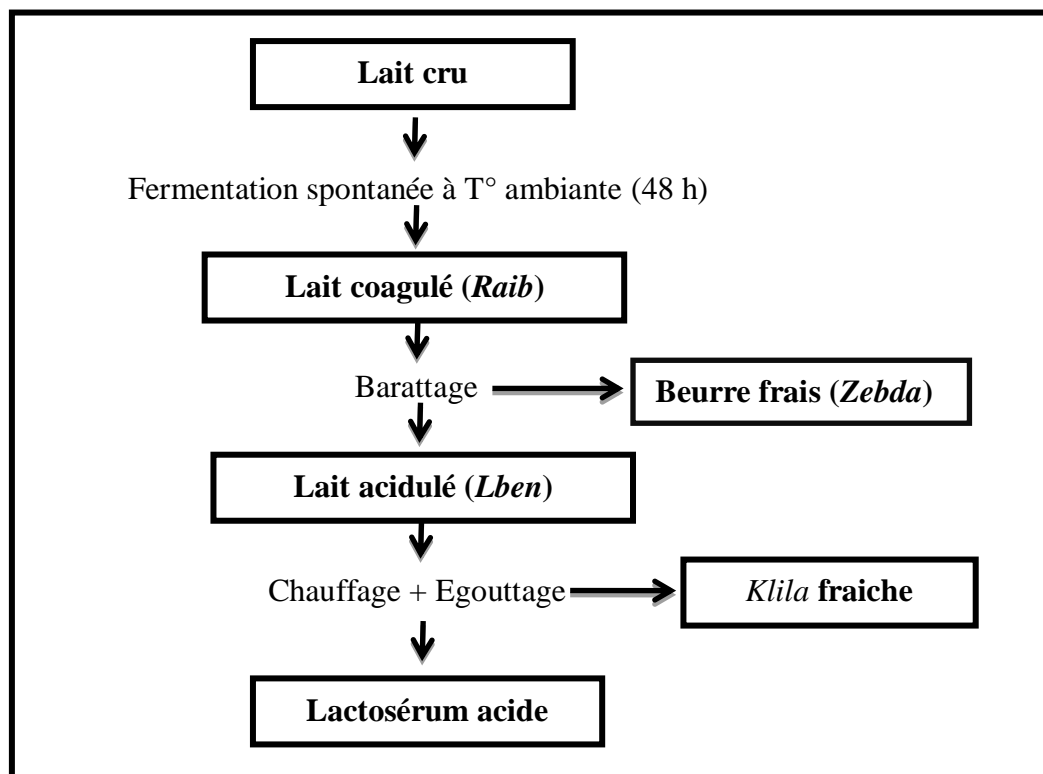 Lait cru
Fermentation spontanée à T° ambiante (48 h)
Lait coagulé (Raib)
Barattage
Beurre frais (Zebda)
Lait acidulé (Lben)
Chauffage + Egouttage
Klila fraiche
Lactosérum acide